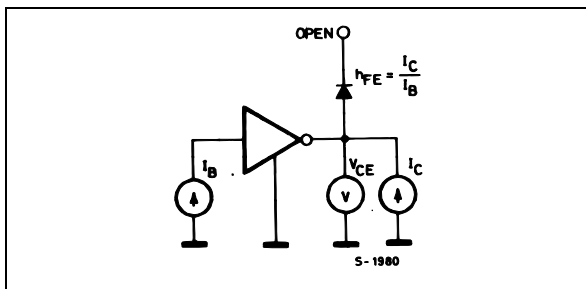 OPEN
hFE = IC
IB
IB
VCE
IC
V
S-1980